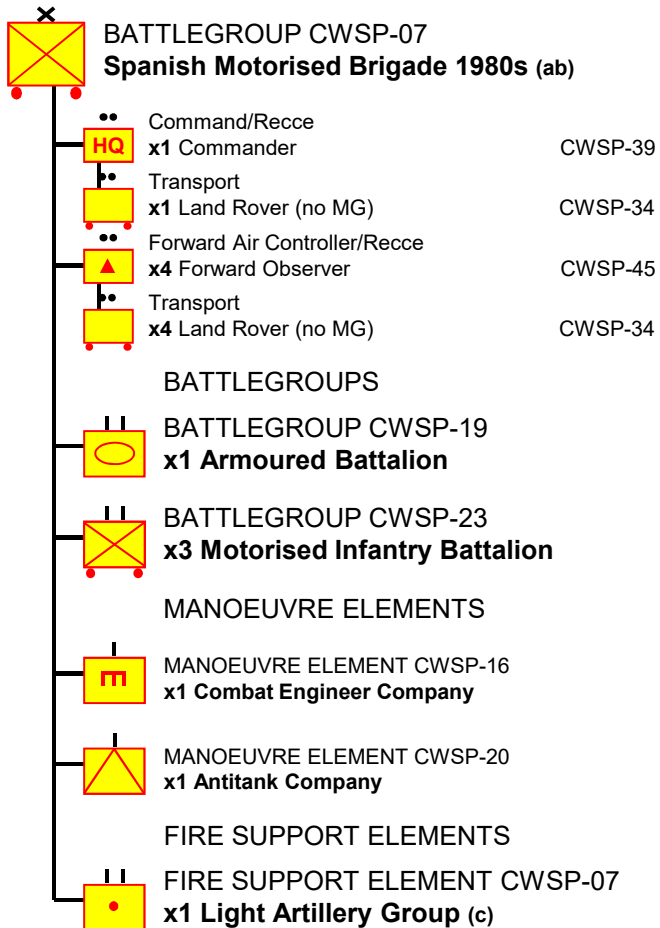 BATTLEGROUP CWSP-07
Spanish Motorised Brigade 1980s (ab)
Command/Recce
HQ x1 Commander CWSP-39
Transport
x1 Land Rover (no MG) CWSP-34
Forward Air Controller/Recce
x4 Forward Observer CWSP-45
Transport
x4 Land Rover (no MG) CWSP-34
BATTLEGROUPS
BATTLEGROUP CWSP-19
x1 Armoured Battalion
BATTLEGROUP CWSP-23
x3 Motorised Infantry Battalion
MANOEUVRE ELEMENTS
MANOEUVRE ELEMENT CWSP-16
x1 Combat Engineer Company
MANOEUVRE ELEMENT CWSP-20
x1 Antitank Company
FIRE SUPPORT ELEMENTS
FIRE SUPPORT ELEMENT CWSP-07
x1 Light Artillery Group (c)